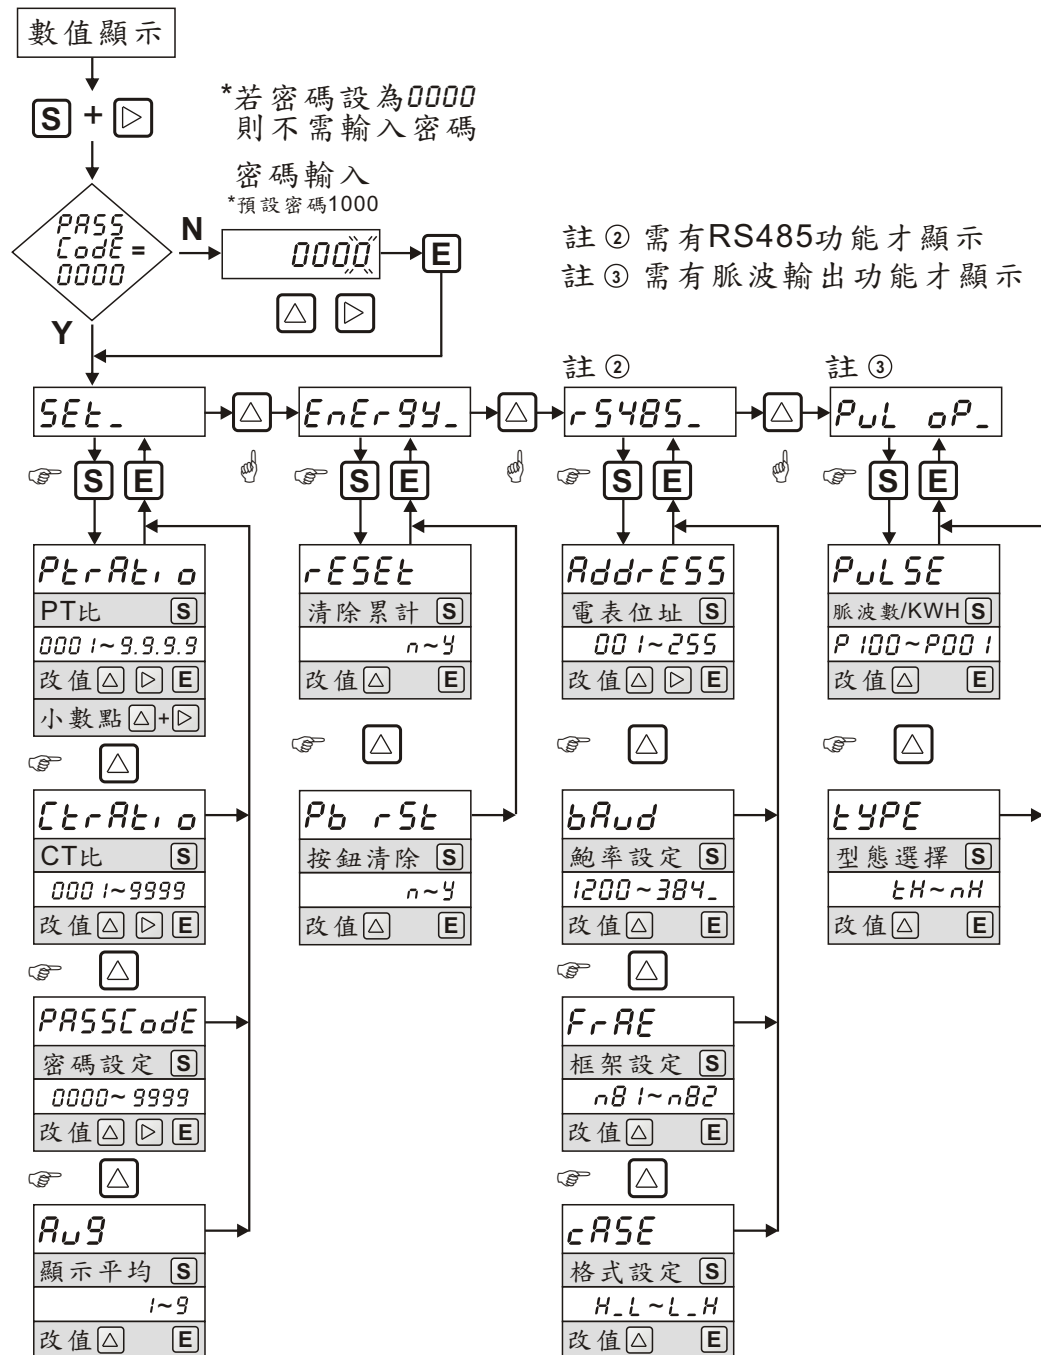 數值顯示
S + ▷
*若密碼設為0000
則不需輸入密碼
密碼輸入
*預設密碼1000
PASS
CodE =
0000
N
0000
E
△ ▷
Y
註 ② 需有RS485功能才顯示
註 ③ 需有脈波輸出功能才顯示
SEt_
△
S E
PtrAtio
PT比 S
0001~9.9.9.9
改值 △ ▷ E
小數點 △+▷
△
CtrAtio
CT比 S
0001~9999
改值 △ ▷ E
△
PASSCodE
密碼設定 S
0000~9999
改值 △ ▷ E
△
Avg
顯示平均 S
1~9
改值 △ E
EnErgy_
△
S E
rESEt
清除累計 S
n~y
改值 △ E
△
Pb rSt
按鈕清除 S
n~y
改值 △ E
註 ②
rS485_
△
S E
AddrESS
電表位址 S
001~255
改值 △ ▷ E
△
bAud
鮑率設定 S
1200~384_
改值 △ E
△
FrAE
框架設定 S
n81~n82
改值 △ E
△
cASE
格式設定 S
H_L~L_H
改值 △ E
註 ③
PuL oP_
S E
PuLSE
脈波數/KWH S
P100~P001
改值 △ E
△
tYPE
型態選擇 S
tH~nH
改值 △ E